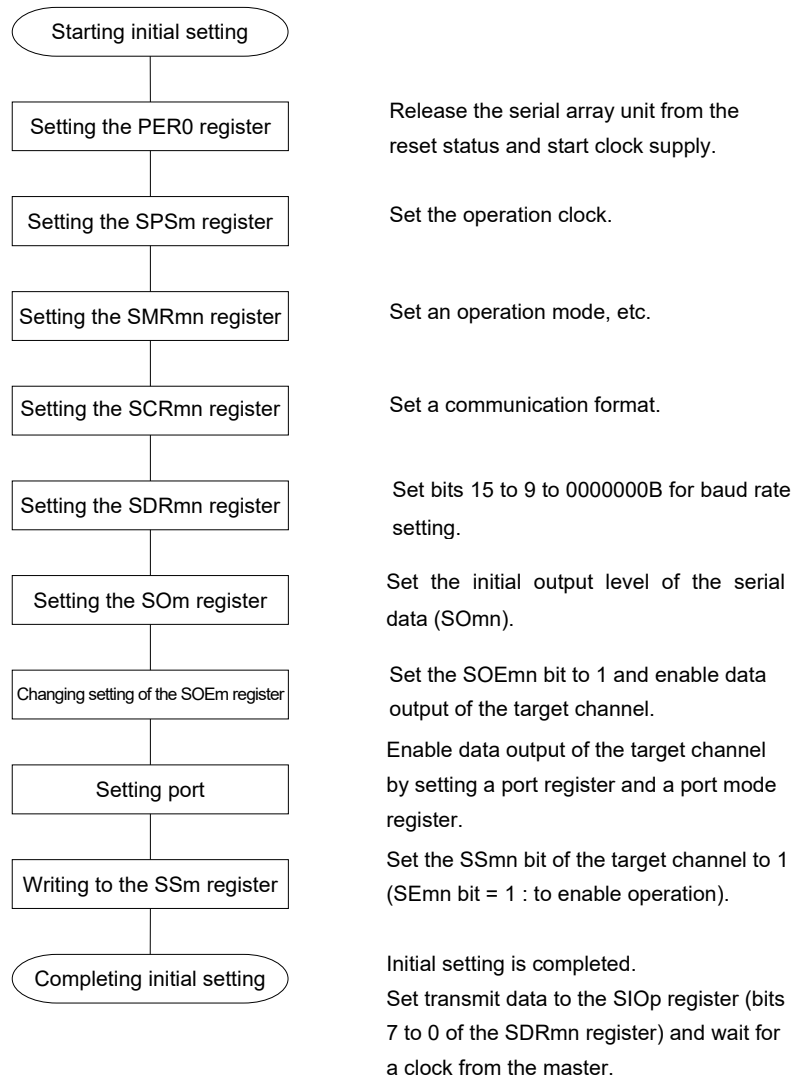 Starting initial setting
Setting the PER0 register
Release the serial array unit from the
reset status and start clock supply.
Setting the SPSm register
Set the operation clock.
Setting the SMRmn register
Set an operation mode, etc.
Setting the SCRmn register
Set a communication format.
Setting the SDRmn register
Set bits 15 to 9 to 0000000B for baud rate
setting.
Setting the SOm register
Set the initial output level of the serial
data (SOmn).
Changing setting of the SOEm register
Set the SOEmn bit to 1 and enable data
output of the target channel.
Setting port
Enable data output of the target channel
by setting a port register and a port mode
register.
Writing to the SSm register
Set the SSmn bit of the target channel to 1
(SEmn bit = 1 : to enable operation).
Completing initial setting
Initial setting is completed.
Set transmit data to the SIOp register (bits
7 to 0 of the SDRmn register) and wait for
a clock from the master.